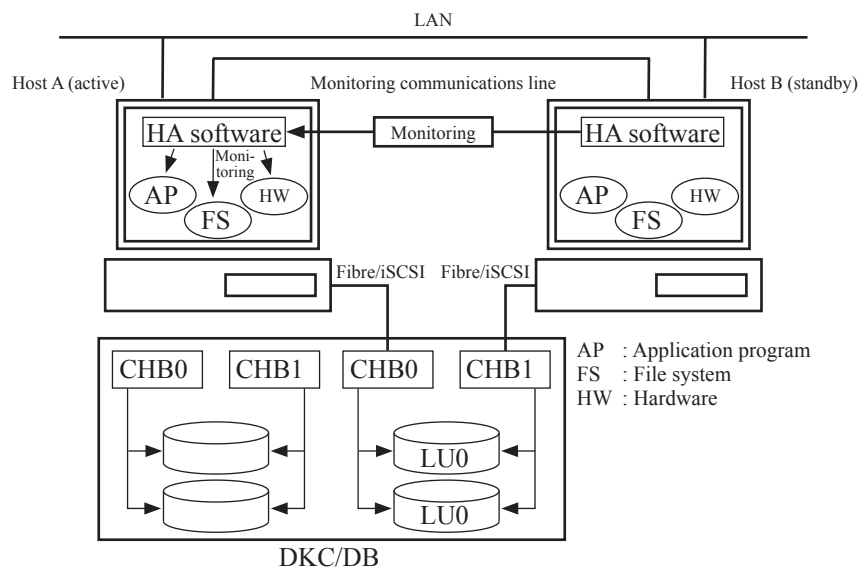 LAN
Host A (active)
Monitoring communications line
Host B (standby)
HA software
Monitoring
HA software
Moni-
toring
AP
HW
FS
AP
HW
FS
Fibre/iSCSI
Fibre/iSCSI
CHB0
CHB1
CHB0
CHB1
LU0
LU0
AP : Application program
FS : File system
HW : Hardware
DKC/DB